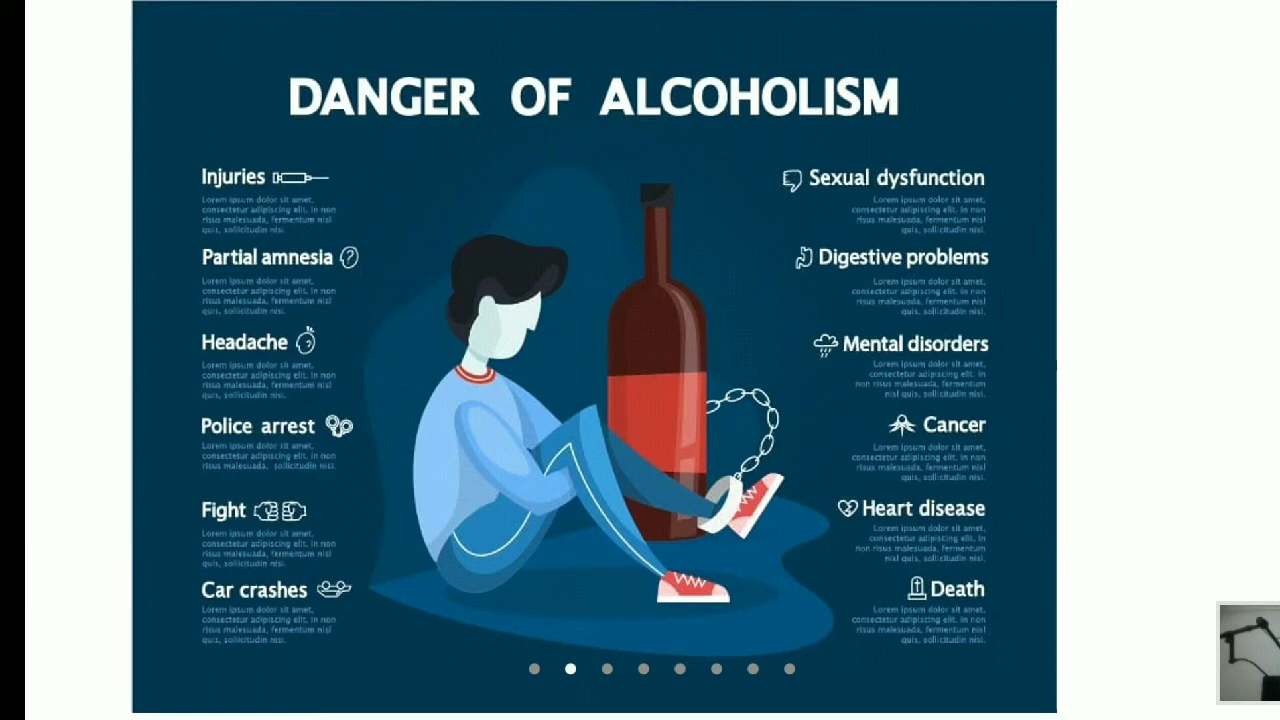 DANGER OF ALCOHOLISM
Injuries
Lorem ipsum dolor sit amet,
consectetur adipiscing elit. In non
risus malesuada, fermentum nisl
quis, sollicitudin nisi.
Partial amnesia
Lorem ipsum dolor sit amet,
consectetur adipiscing elit. In non
risus malesuada, fermentum nisl
quis, sollicitudin nisi.
Headache
Lorem ipsum dolor sit amet,
consectetur adipiscing elit. In non
risus malesuada, fermentum nisl
quis, sollicitudin nisi.
Police arrest
Lorem ipsum dolor sit amet,
consectetur adipiscing elit. In non
risus malesuada, sollicitudin nisi.
Fight
Lorem ipsum dolor sit amet,
consectetur adipiscing elit. In non
risus malesuada, fermentum nisl
quis, sollicitudin nisi.
Car crashes
Lorem ipsum dolor sit amet,
consectetur adipiscing elit. In non
risus malesuada, fermentum nisl
quis, sollicitudin nisi.
Sexual dysfunction
Lorem ipsum dolor sit amet,
consectetur adipiscing elit. In non
risus malesuada, fermentum nisl
quis, sollicitudin nisi.
Digestive problems
Lorem ipsum dolor sit amet,
consectetur adipiscing elit. In non
risus malesuada, fermentum nisl
quis, sollicitudin nisi.
Mental disorders
Lorem ipsum dolor sit amet,
consectetur adipiscing elit. In
non risus malesuada, fermentum
nisl quis, sollicitudin nisi.
Cancer
Lorem ipsum dolor sit amet,
consectetur adipiscing elit. In non
risus malesuada, fermentum nisl
quis, sollicitudin nisi.
Heart disease
Lorem ipsum dolor sit amet,
consectetur adipiscing elit. In
non risus malesuada, fermentum
nisl quis, sollicitudin nisi.
Death
Lorem ipsum dolor sit amet,
consectetur adipiscing elit. In non
risus malesuada, fermentum nisl
quis, sollicitudin nisi.